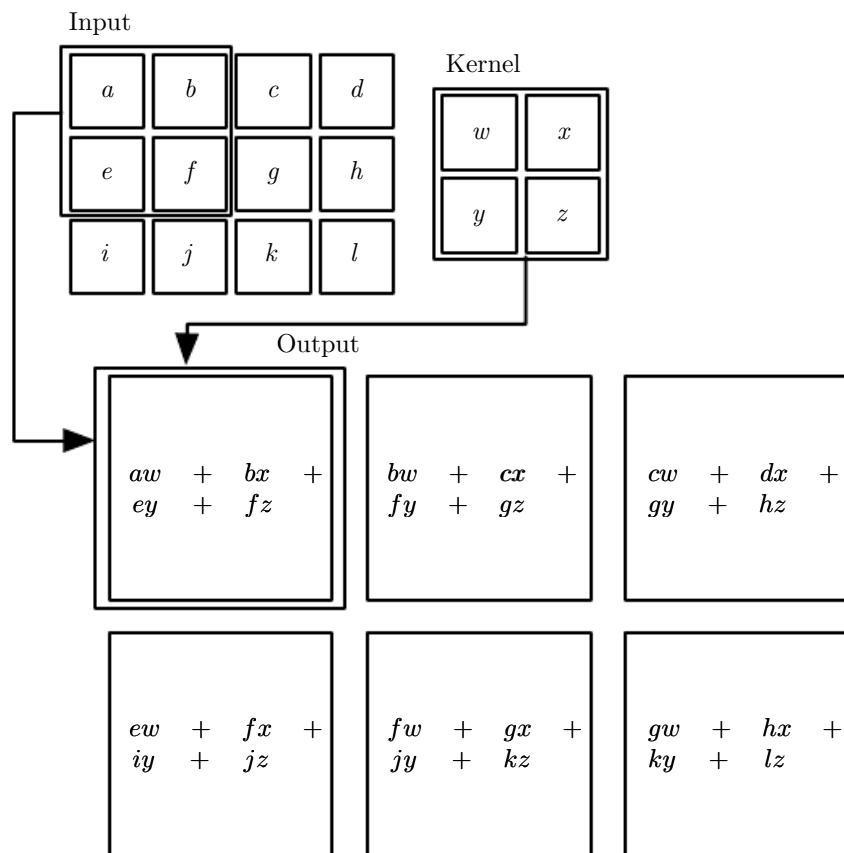 Input
Kernel
a b c d
w x
e f g h
y z
i j k l
Output
aw + bx +
ey + fz
bw + cx +
fy + gz
cw + dx +
gy + hz
ew + fx +
iy + jz
fw + gx +
jy + kz
gw + hx +
ky + lz